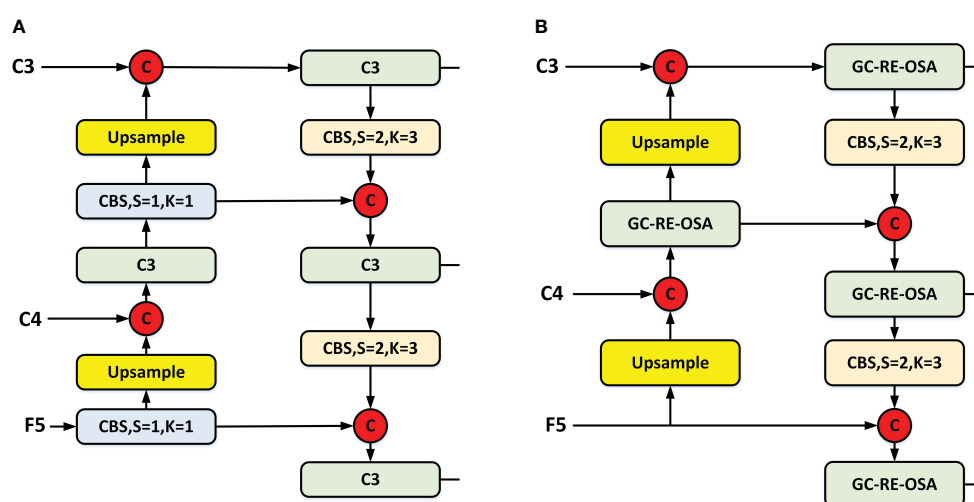 A
C3
C
C3
Upsample
CBS,S=2,K=3
CBS,S=1,K=1
C
C3
C3
C4
C
CBS,S=2,K=3
Upsample
F5
CBS,S=1,K=1
C
C3
B
C3
C
GC-RE-OSA
Upsample
CBS,S=2,K=3
GC-RE-OSA
C
C4
C
GC-RE-OSA
Upsample
CBS,S=2,K=3
F5
C
GC-RE-OSA